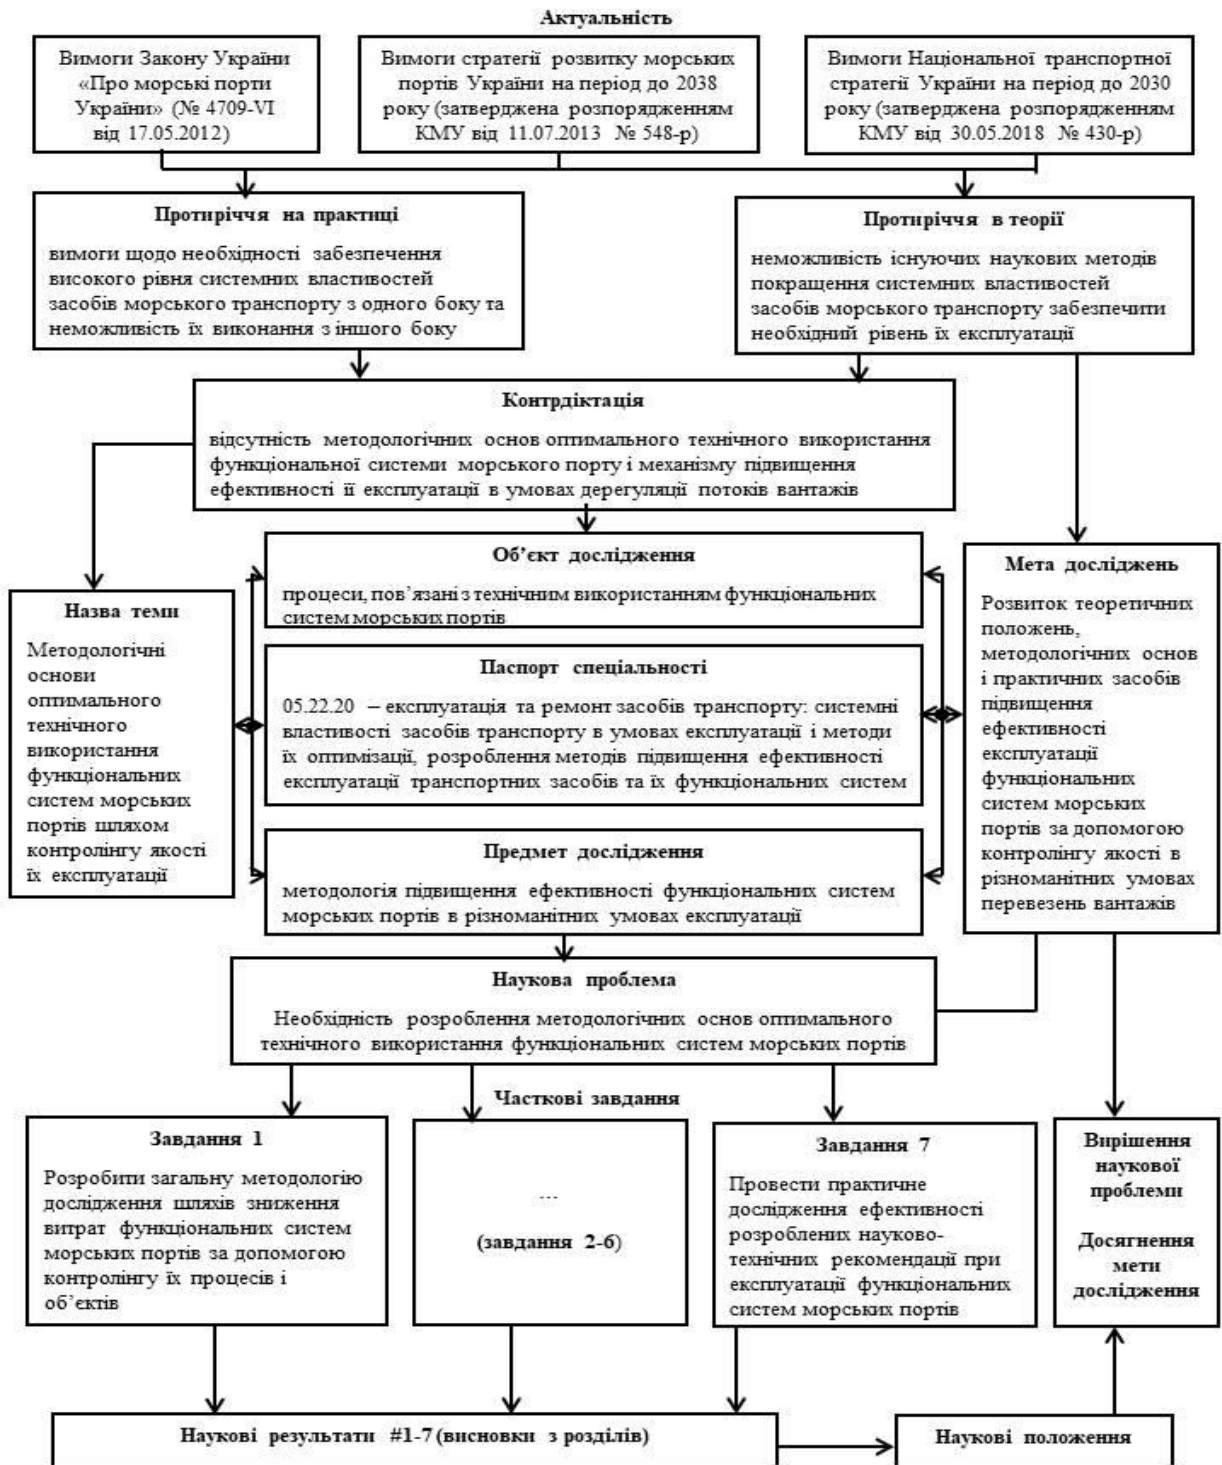 Актуальність
Вимоги Закону України
«Про морські порти
України» (№ 4709-VI
від 17.05.2012)
Вимоги стратегії розвитку морських
портів України на період до 2038
року (затверджена розпорядженням
КМУ від 11.07.2013 № 548-р)
Вимоги Національної транспортної
стратегії України на період до 2030
року (затверджена розпорядженням
КМУ від 30.05.2018 № 430-р)
Протиріччя на практиці
вимоги щодо необхідності забезпечення
високого рівня системних властивостей
засобів морського транспорту з одного боку та
неможливість їх виконання з іншого боку
Протиріччя в теорії
неможливість існуючих наукових методів
покращення системних властивостей
засобів морського транспорту забезпечити
необхідний рівень їх експлуатації
Контрдіктація
відсутність методологічних основ оптимального технічного використання
функціональної системи морського порту і механізму підвищення
ефективності її експлуатації в умовах дерегуляції потоків вантажів
Назва теми
Методологічні
основи
оптимального
технічного
використання
функціональних
систем морських
портів шляхом
контролінгу якості
їх експлуатації
Об’єкт дослідження
процеси, пов’язані з технічним використанням функціональних
систем морських портів
Паспорт спеціальності
05.22.20 – експлуатація та ремонт засобів транспорту: системні
властивості засобів транспорту в умовах експлуатації і методи
їх оптимізації, розроблення методів підвищення ефективності
експлуатації транспортних засобів та їх функціональних систем
Предмет дослідження
методологія підвищення ефективності функціональних систем
морських портів в різноманітних умовах експлуатації
Мета досліджень
Розвиток теоретичних
положень,
методологічних основ
і практичних засобів
підвищення
ефективності
експлуатації
функціональних
систем морських
портів за допомогою
контролінгу якості в
різноманітних умовах
перевезень вантажів
Наукова проблема
Необхідність розроблення методологічних основ оптимального
технічного використання функціональних систем морських портів
Часткові завдання
Завдання 1
Розробити загальну методологію
дослідження шляхів зниження
витрат функціональних систем
морських портів за допомогою
контролінгу їх процесів і
об’єктів
...
(завдання 2-6)
Завдання 7
Провести практичне
дослідження ефективності
розроблених науково-
технічних рекомендації при
експлуатації функціональних
систем морських портів
Вирішення
наукової
проблеми
Досягнення
мети
дослідження
Наукові результати #1-7 (висновки з розділів)
Наукові положення